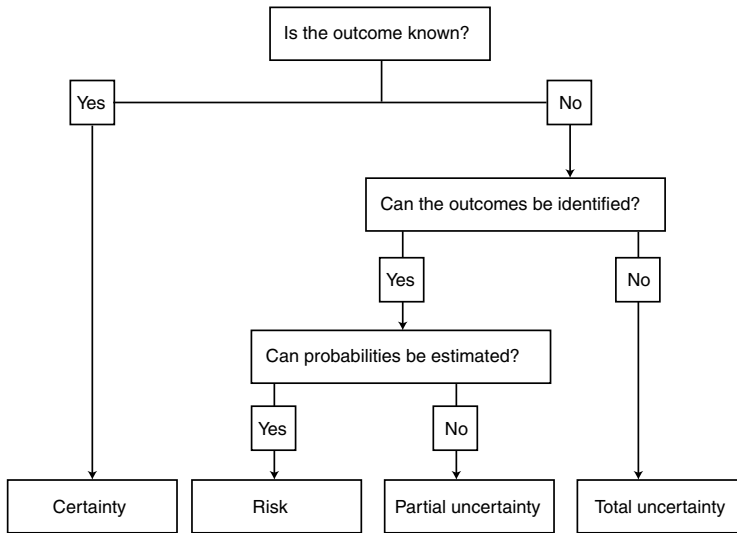 Is the outcome known?
Yes
No
Can the outcomes be identified?
Yes
No
Can probabilities be estimated?
Yes
No
Certainty
Risk
Partial uncertainty
Total uncertainty